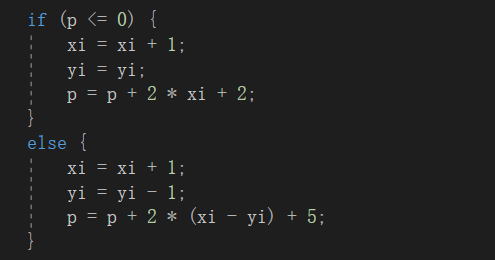 if (p <= 0) {
xi = xi + 1;
yi = yi;
p = p + 2 * xi + 2;
}
else {
xi = xi + 1;
yi = yi - 1;
p = p + 2 * (xi - yi) + 5;
}